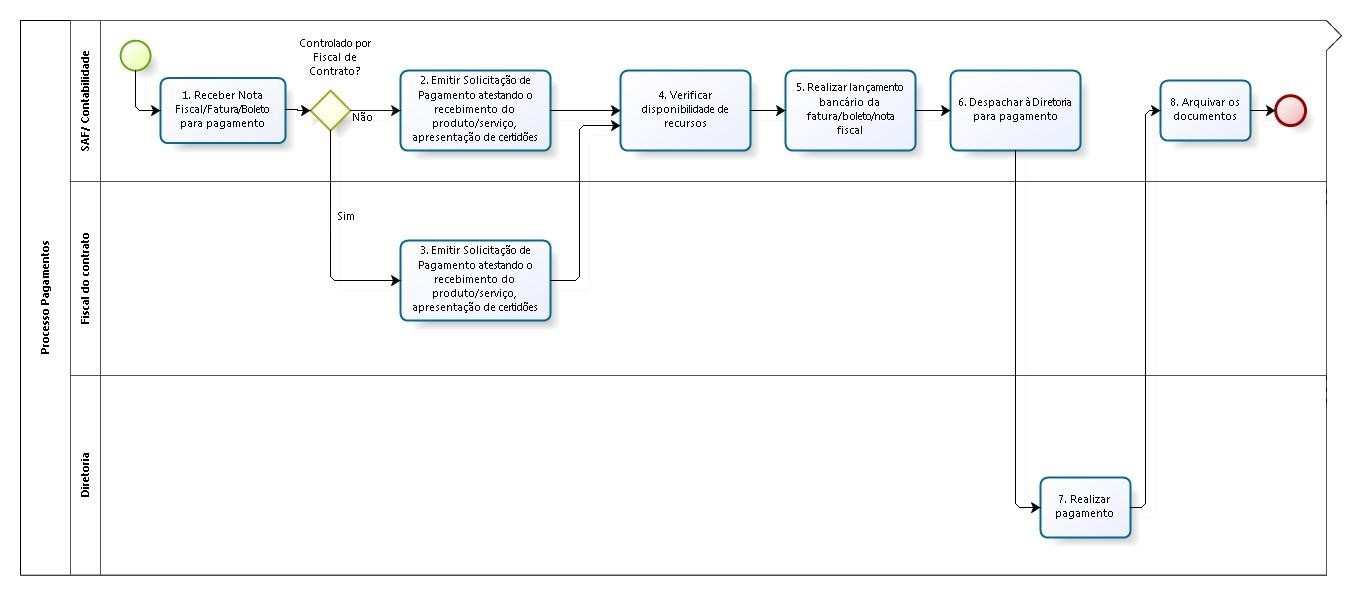 Processo Pagamentos
SAF/ Contabilidade
Controlado por
Fiscal de
Contrato?
1. Receber Nota
Fiscal/Fatura/Boleto
para pagamento
Não
2. Emitir Solicitação de
Pagamento atestando o
recebimento do
produto/serviço,
apresentação de certidões
4. Verificar
disponibilidade de
recursos
5. Realizar lançamento
bancário da
fatura/boleto/nota
fiscal
6. Despachar à Diretoria
para pagamento
8. Arquivar os
documentos
Fiscal do contrato
Sim
3. Emitir Solicitação de
Pagamento atestando o
recebimento do
produto/serviço,
apresentação de certidões
Diretoria
7. Realizar
pagamento